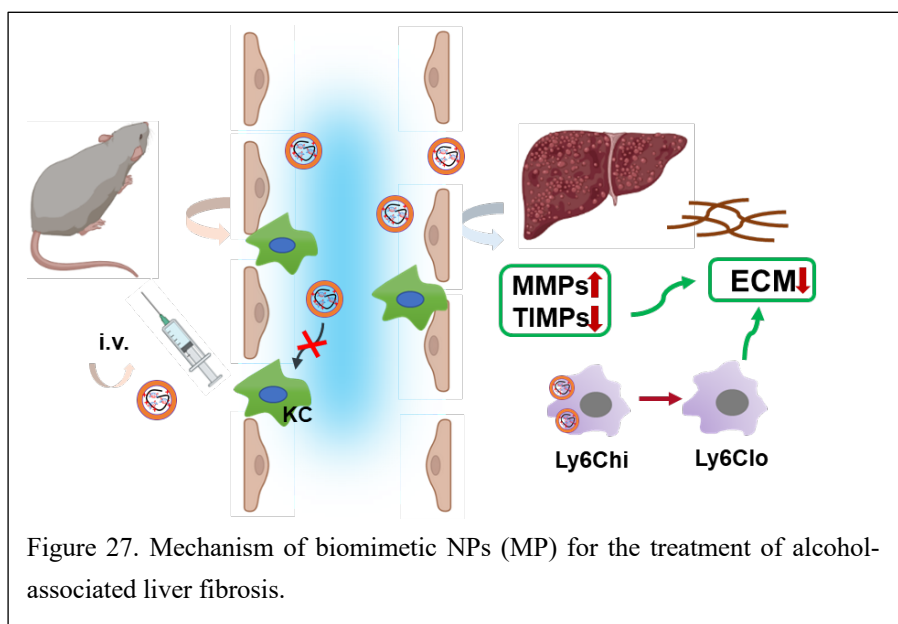 i.v.
KC
MMPs
TIMPs
ECM
Ly6Chi
Ly6Clo
Figure 27. Mechanism of biomimetic NPs (MP) for the treatment of alcohol-
associated liver fibrosis.